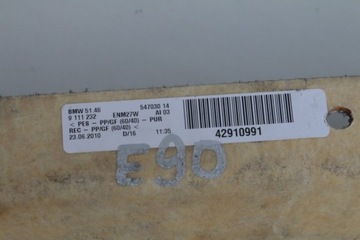 BMW 51.46 547030 14
9 111 232 ENM27W AI 03
< PES - PP/GF (60/40) - PUR
REC - PP/GF (60/40) <
23.06.2010 D/16 11:35
42910991
E90